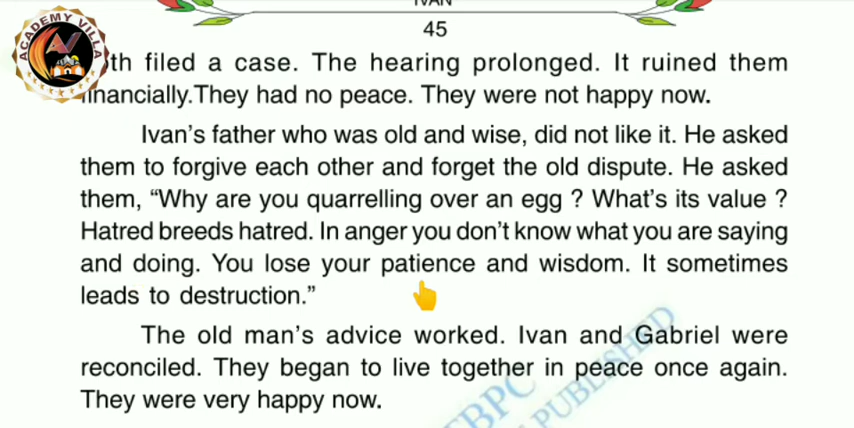 IVAN
45
ACADEMY VILLA
AV
th filed a case. The hearing prolonged. It ruined them
financially.They had no peace. They were not happy now.
Ivan's father who was old and wise, did not like it. He asked
them to forgive each other and forget the old dispute. He asked
them, “Why are you quarrelling over an egg ? What's its value ?
Hatred breeds hatred. In anger you don't know what you are saying
and doing. You lose your patience and wisdom. It sometimes
leads to destruction.”
The old man's advice worked. Ivan and Gabriel were
reconciled. They began to live together in peace once again.
They were very happy now.
PUBLISHED